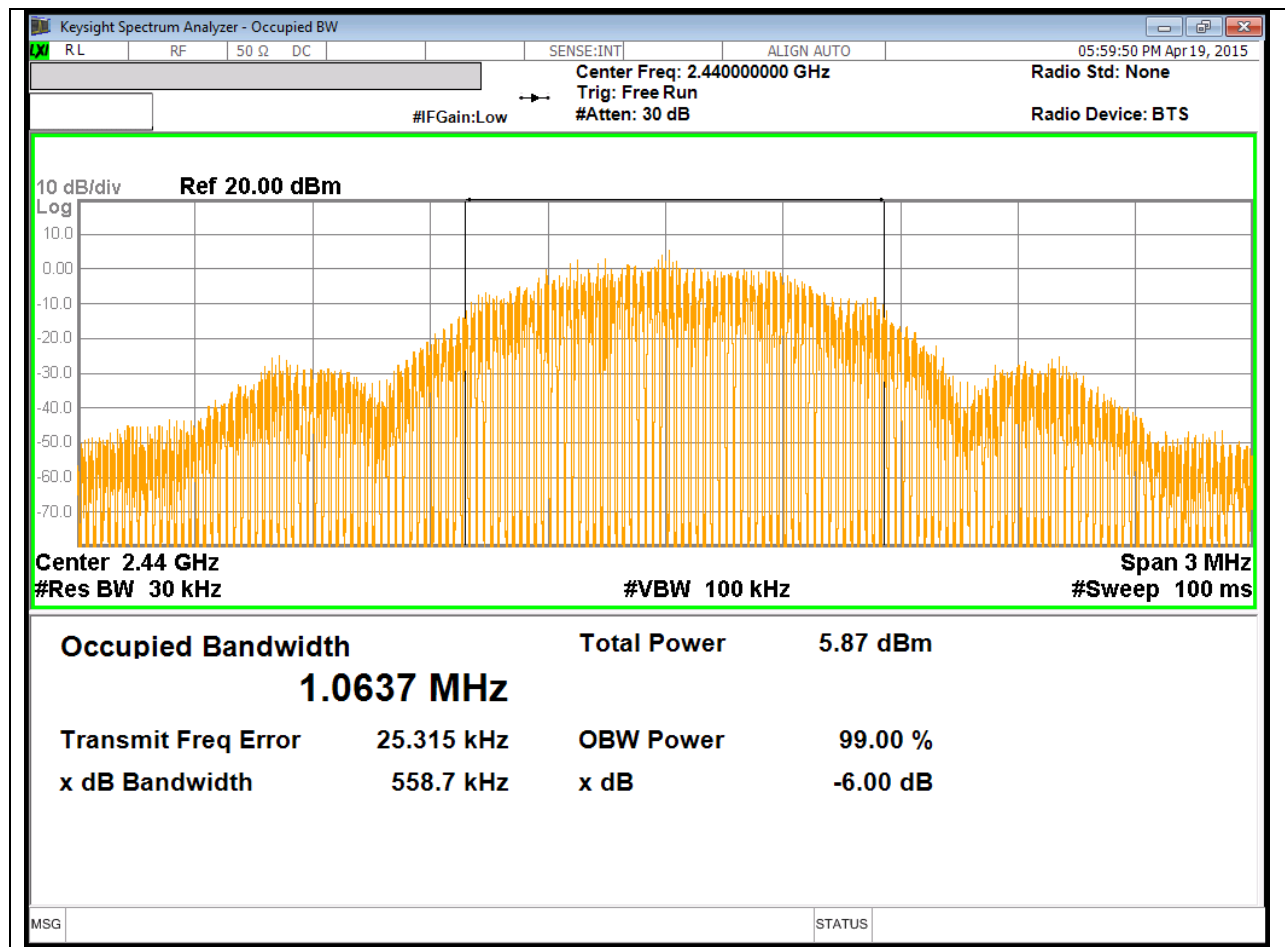 Keysight Spectrum Analyzer - Occupied BW
LXI RL RF 50 Ω DC SENSE:INT ALIGN AUTO 05:59:50 PM Apr 19, 2015
Center Freq: 2.440000000 GHz Radio Std: None
Trig: Free Run
#IFGain:Low #Atten: 30 dB Radio Device: BTS
10 dB/div Ref 20.00 dBm
Log
10.0
0.00
-10.0
-20.0
-30.0
-40.0
-50.0
-60.0
-70.0
Center 2.44 GHz Span 3 MHz
#Res BW 30 kHz #VBW 100 kHz #Sweep 100 ms
Occupied Bandwidth Total Power 5.87 dBm
1.0637 MHz
Transmit Freq Error 25.315 kHz OBW Power 99.00 %
x dB Bandwidth 558.7 kHz x dB -6.00 dB
MSG STATUS